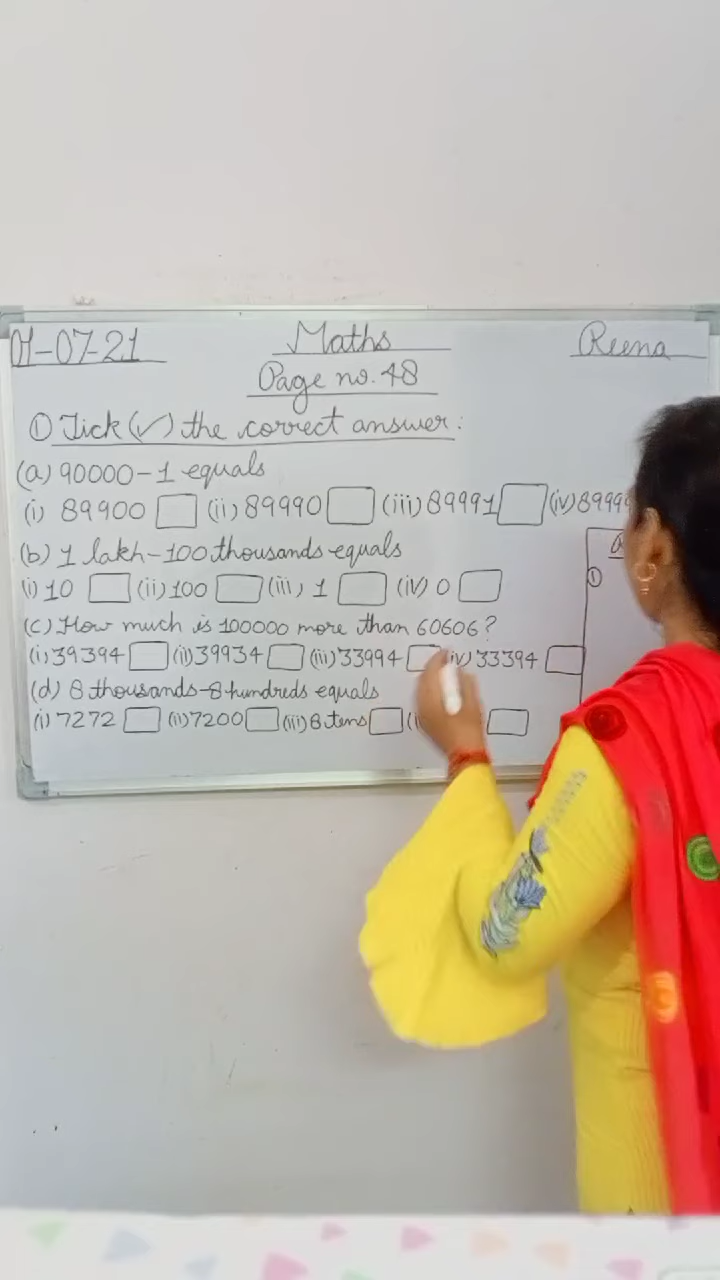 01-07-21 Maths Reena
Page no. 48
① Tick (✓) the correct answer:
(a) 90000-1 equals
(i) 89900 (ii) 89990 (iii) 89991 (iv) 89999
(b) 1 lakh-100 thousands equals
(i) 10 (ii) 100 (iii) 1 (iv) 0
(c) How much is 100000 more than 60606?
(i) 39394 (ii) 39934 (iii) 33994 (iv) 33394
(d) 8 thousands-8 hundreds equals
(i) 7272 (ii) 7200 (iii) 8 tens
①